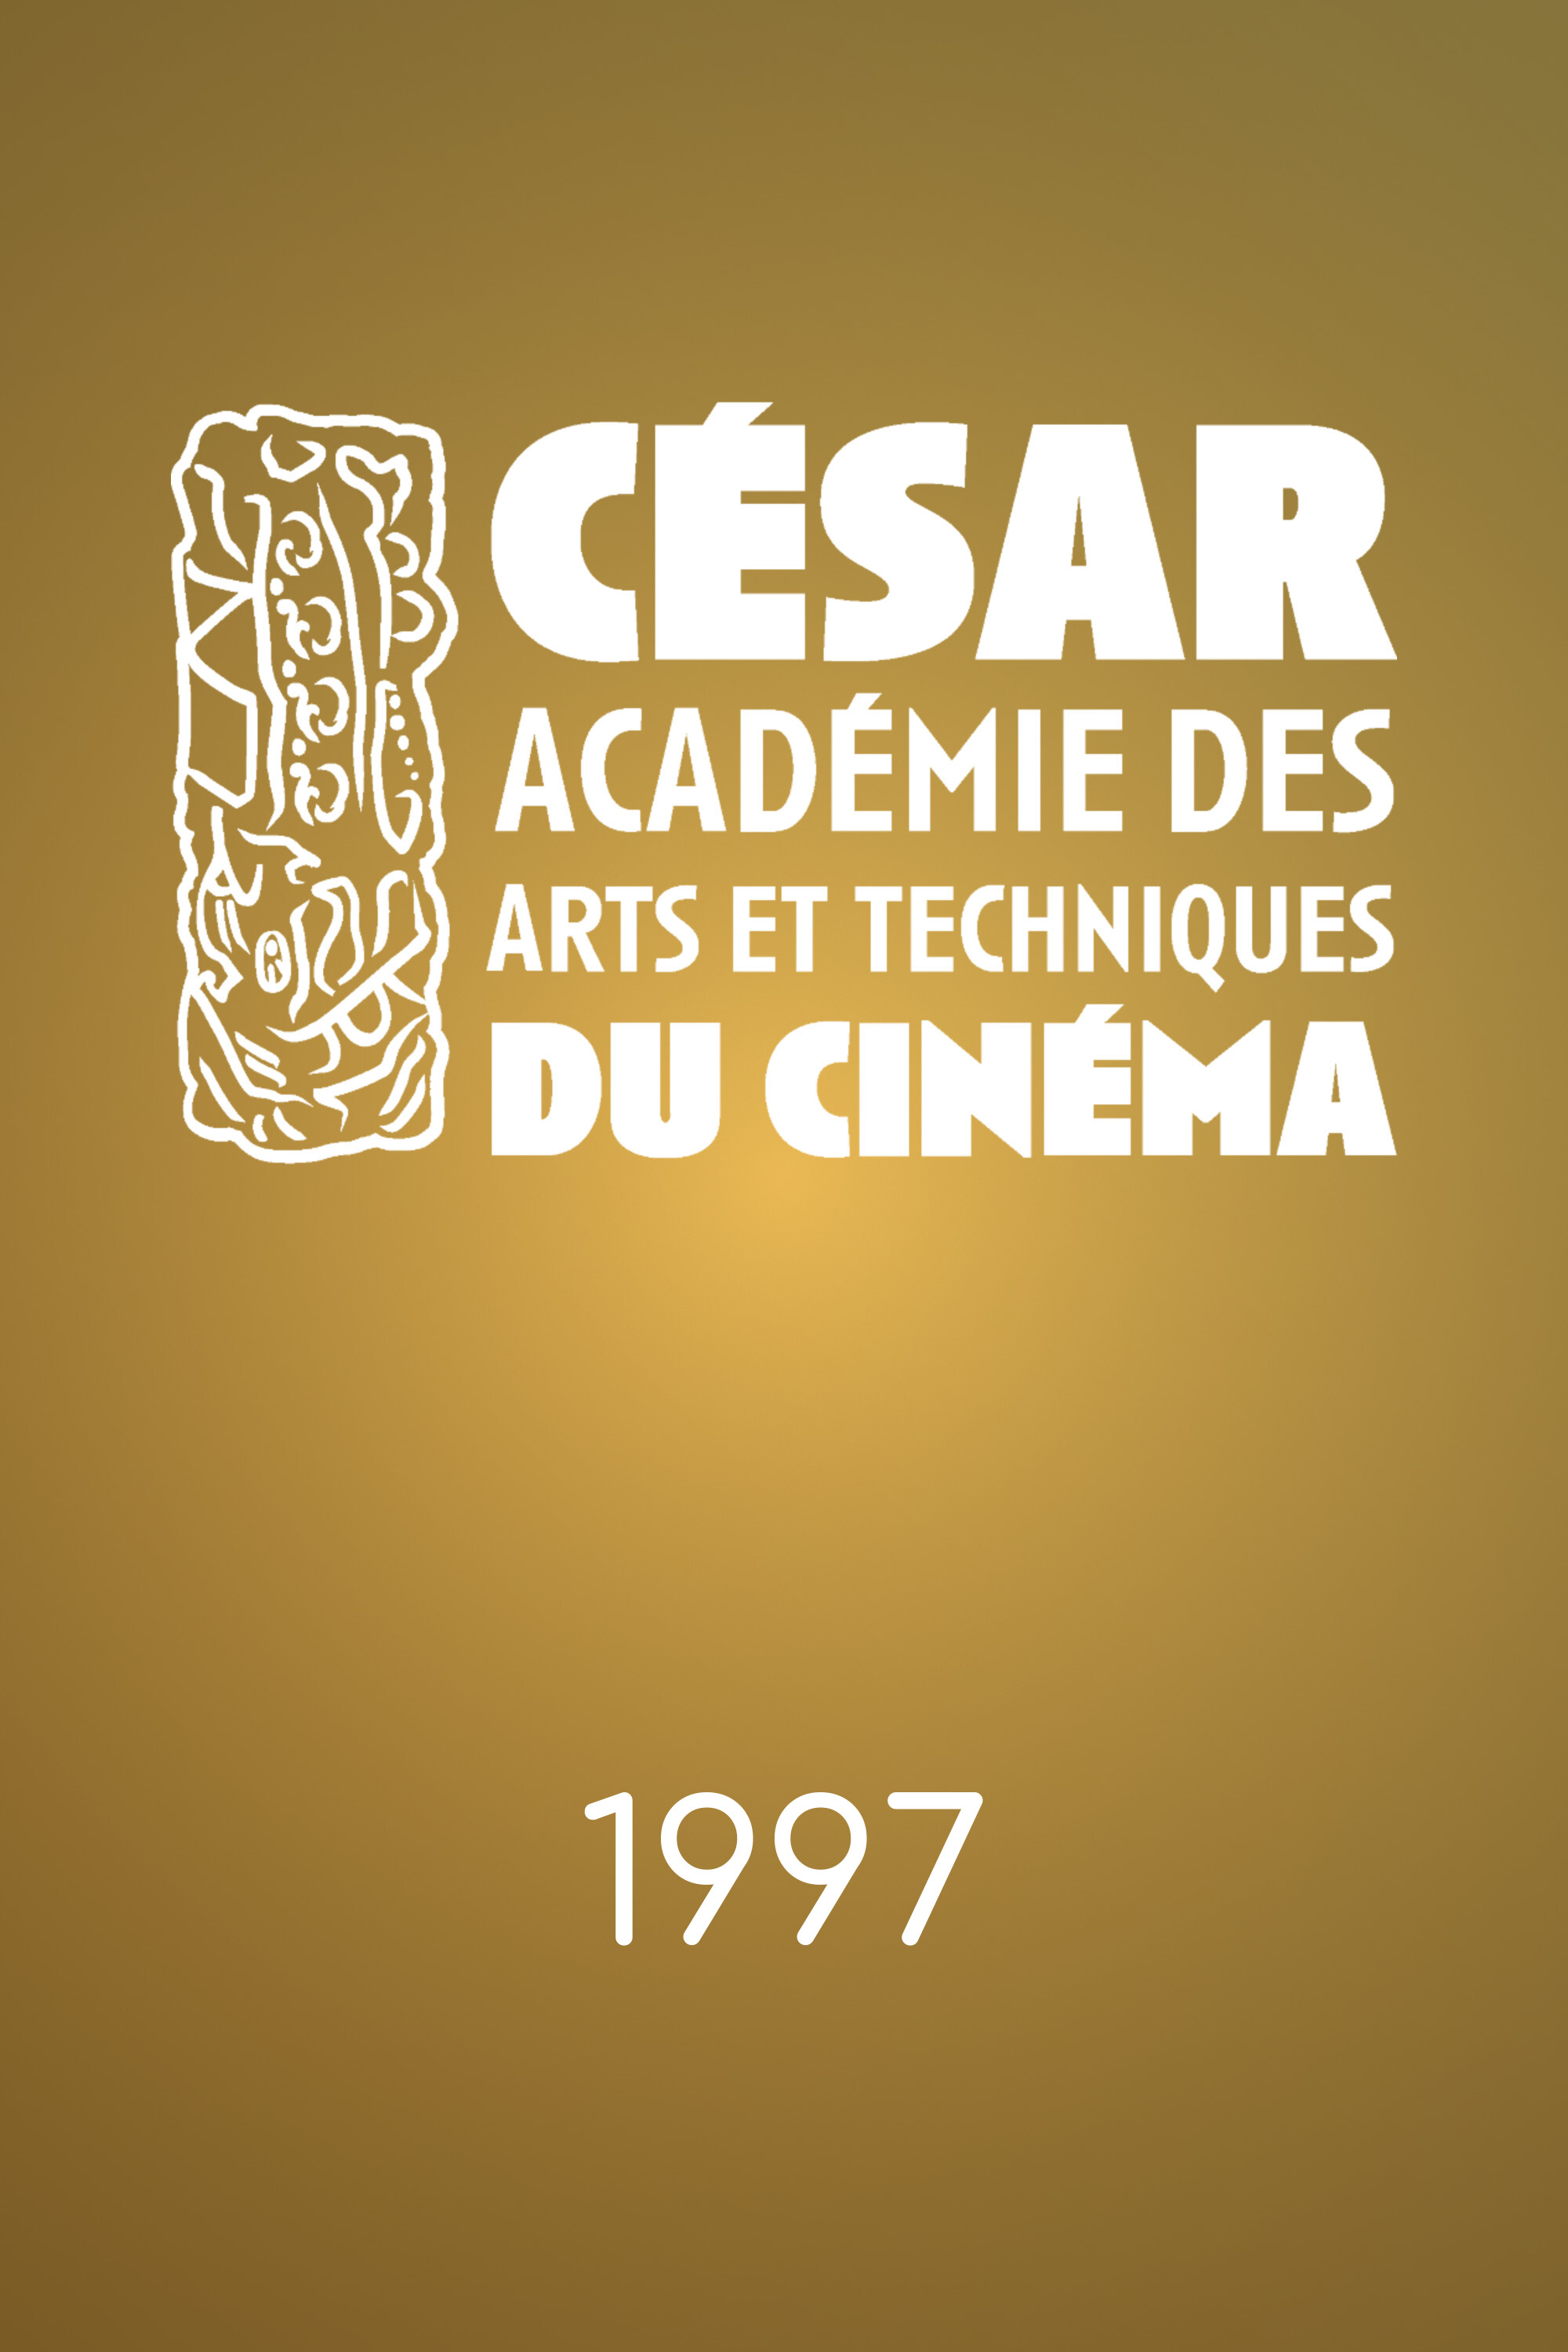 CÉSAR
ACADÉMIE DES
ARTS ET TECHNIQUES
DU CINÉMA
1997